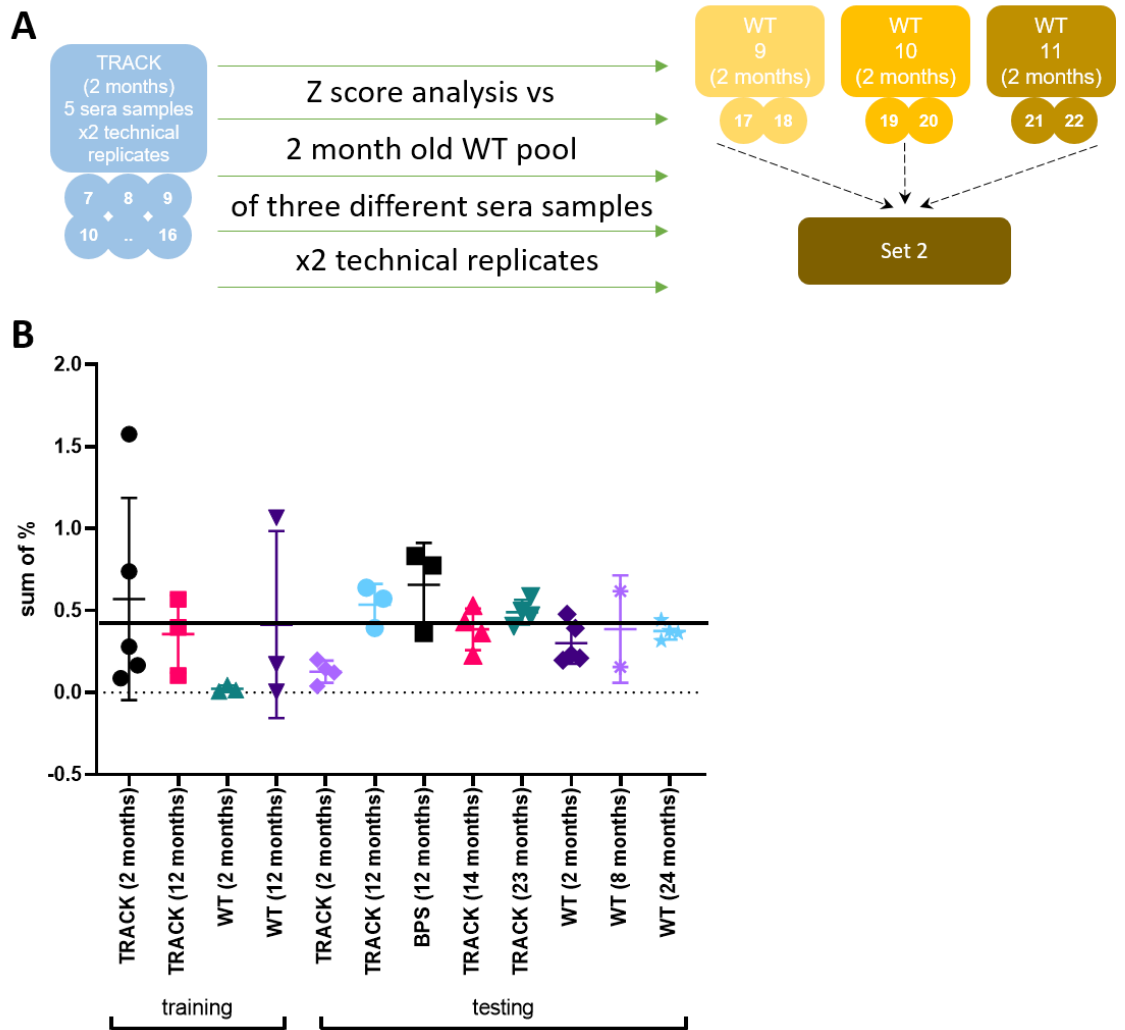 A
TRACK
(2 months)
5 sera samples
x2 technical
replicates
7 8 9
10 .. 16
Z score analysis vs
2 month old WT pool
of three different sera samples
x2 technical replicates
WT
9
(2 months)
17 18
WT
10
(2 months)
19 20
WT
11
(2 months)
21 22
Set 2
B
sum of %
2.0
1.5
1.0
0.5
0.0
-0.5
TRACK (2 months)
TRACK (12 months)
WT (2 months)
WT (12 months)
TRACK (2 months)
TRACK (12 months)
BPS (12 months)
TRACK (14 months)
TRACK (23 months)
WT (2 months)
WT (8 months)
WT (24 months)
training
testing